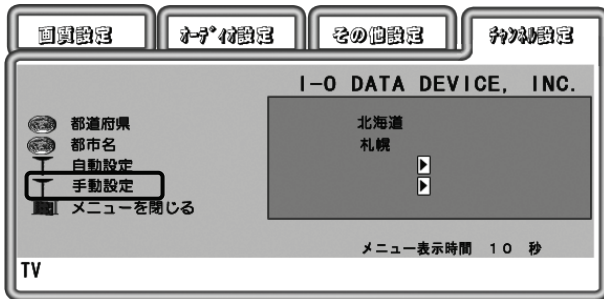 画質設定 オーディオ設定 その他設定 チャンネル設定
I-O DATA DEVICE, INC.
都道府県 北海道
都市名 札幌
自動設定
手動設定
メニューを閉じる
メニュー表示時間 10 秒
TV